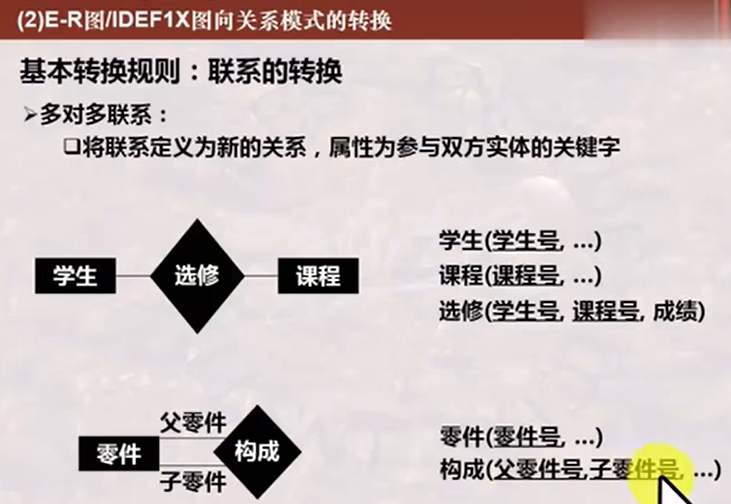 (2)E-R图/IDEF1X图向关系模式的转换
基本转换规则：联系的转换
➢多对多联系：
❑将联系定义为新的关系，属性为参与双方实体的关键字
学生 选修 课程
学生(学生号, …)
课程(课程号, …)
选修(学生号, 课程号, 成绩)
父零件
零件 构成
子零件
零件(零件号, …)
构成(父零件号,子零件号, …)